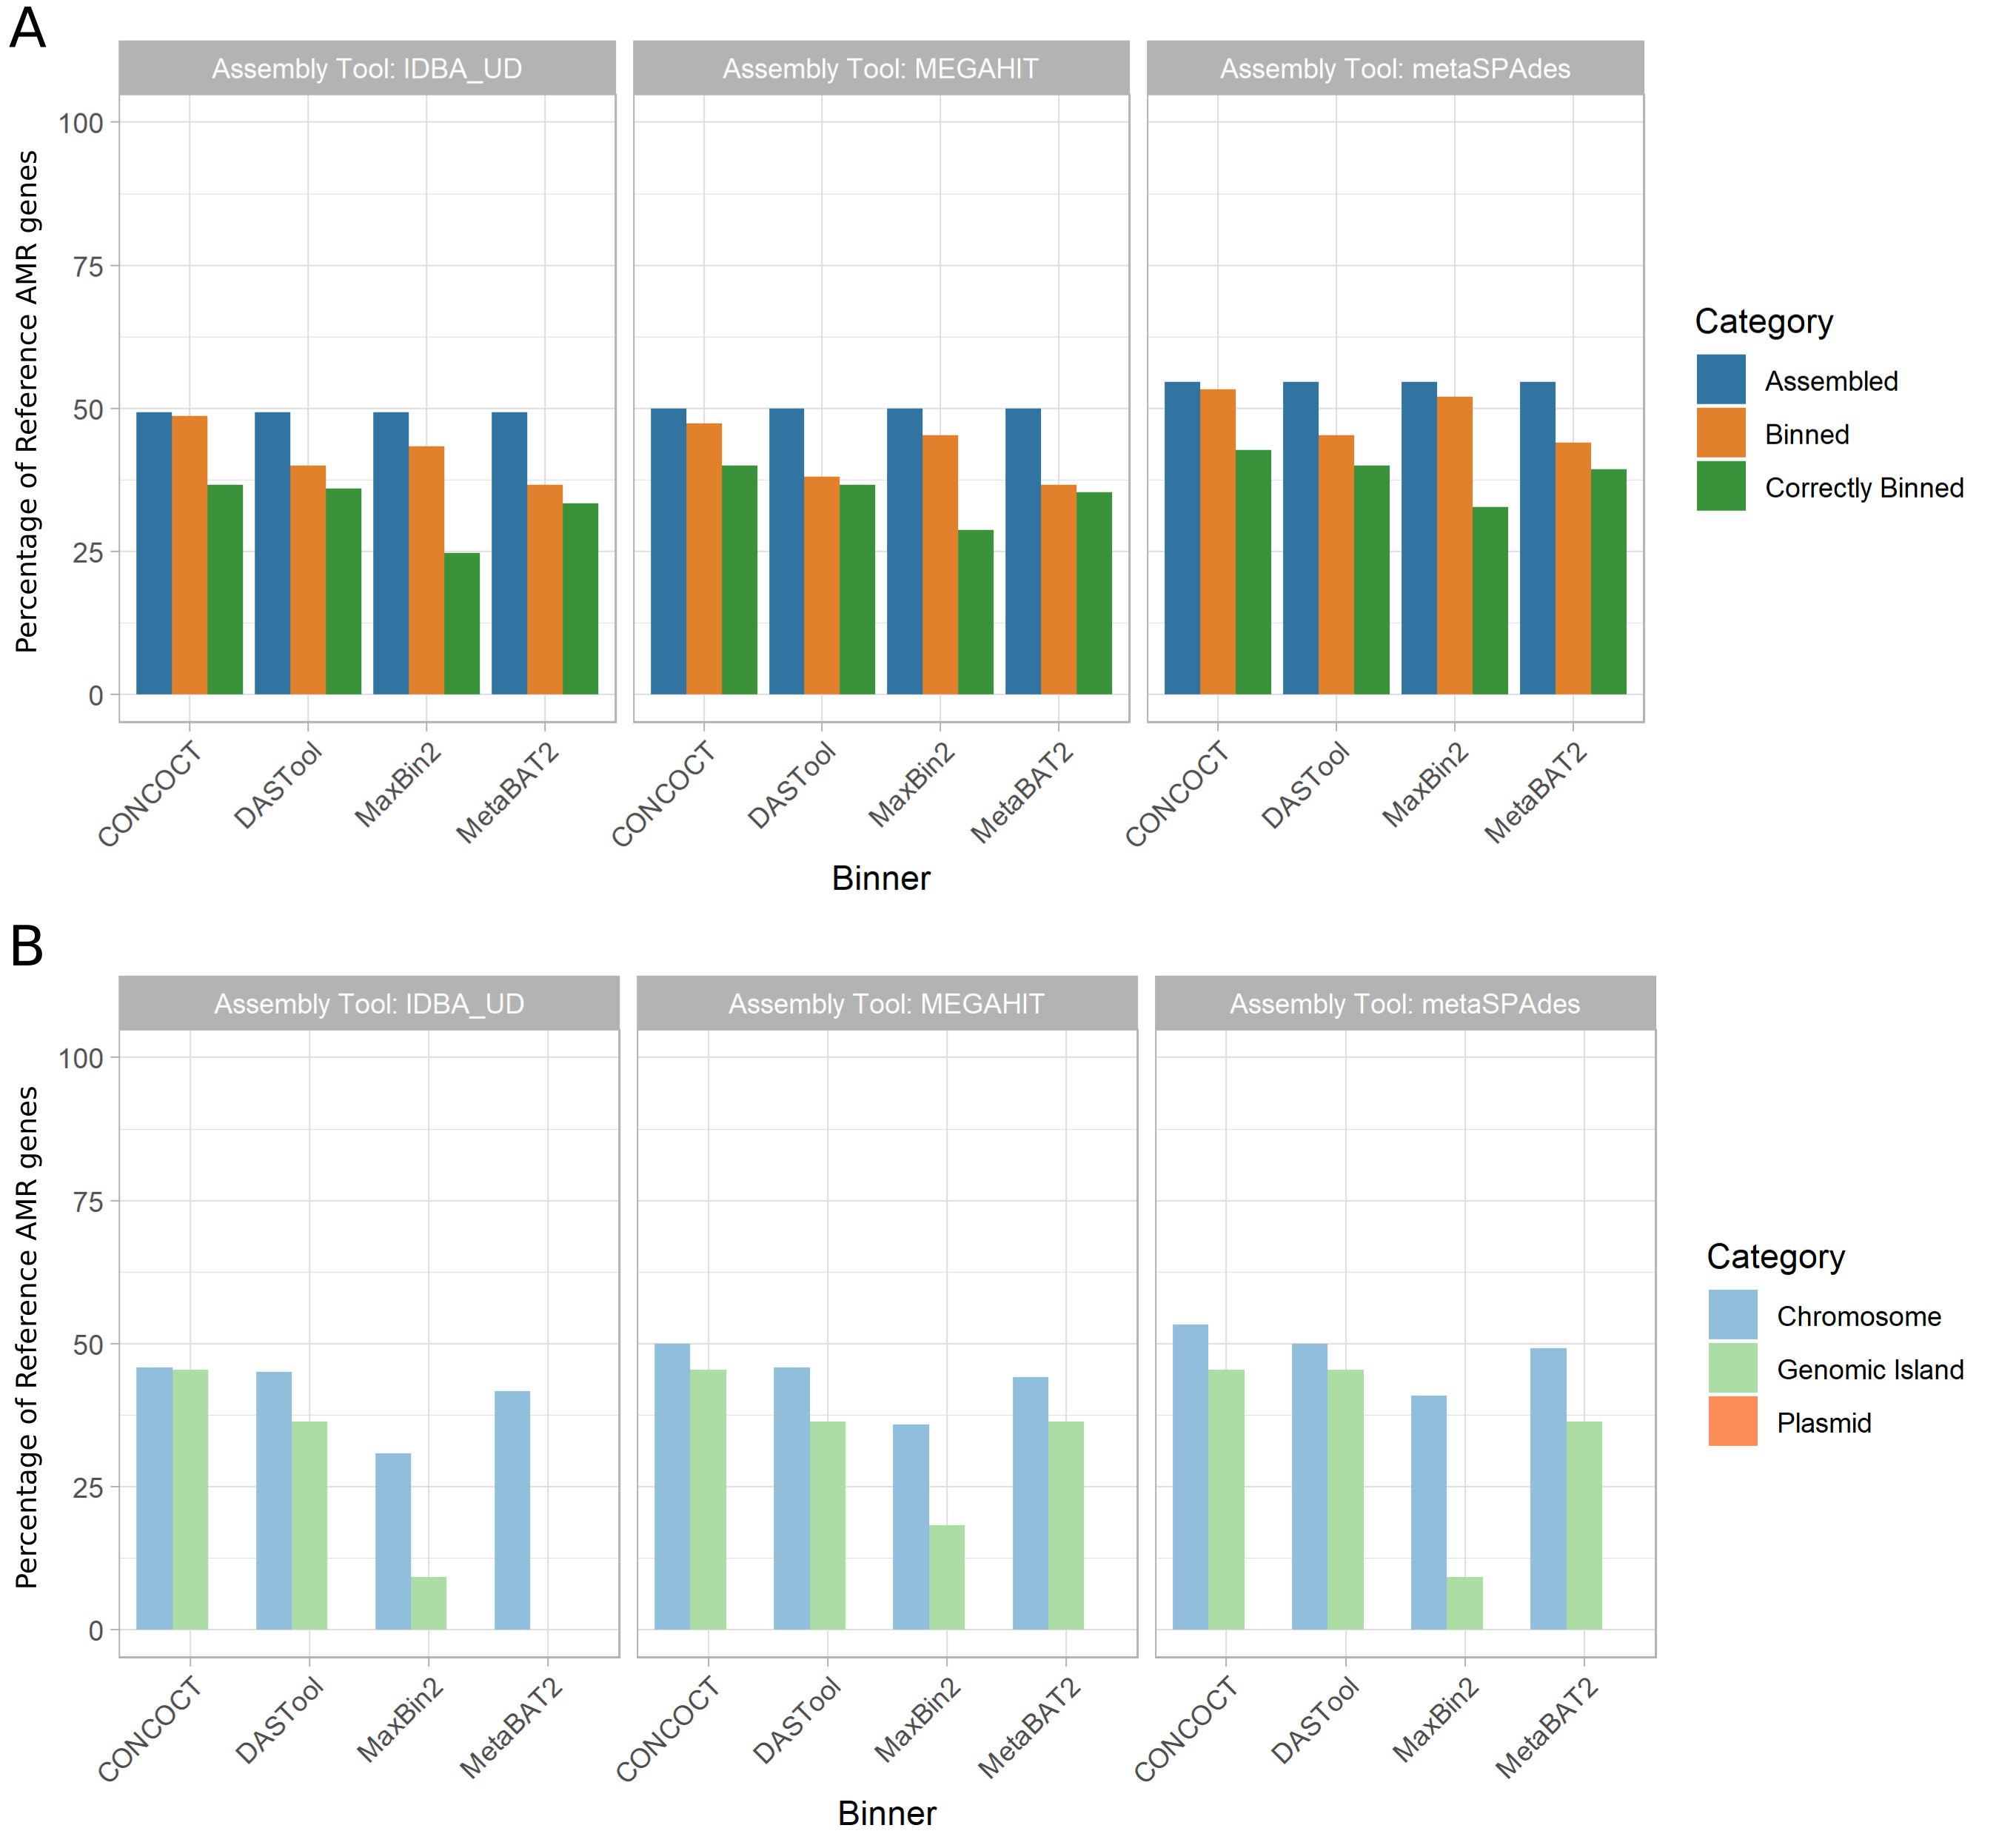 A
Assembly Tool: IDBA_UD
Assembly Tool: MEGAHIT
Assembly Tool: metaSPAdes
Percentage of Reference AMR genes
100
75
50
25
0
CONCOCT
DASTool
MaxBin2
MetaBAT2
CONCOCT
DASTool
MaxBin2
MetaBAT2
CONCOCT
DASTool
MaxBin2
MetaBAT2
Binner
Category
Assembled
Binned
Correctly Binned
B
Assembly Tool: IDBA_UD
Assembly Tool: MEGAHIT
Assembly Tool: metaSPAdes
Percentage of Reference AMR genes
100
75
50
25
0
CONCOCT
DASTool
MaxBin2
MetaBAT2
CONCOCT
DASTool
MaxBin2
MetaBAT2
CONCOCT
DASTool
MaxBin2
MetaBAT2
Binner
Category
Chromosome
Genomic Island
Plasmid